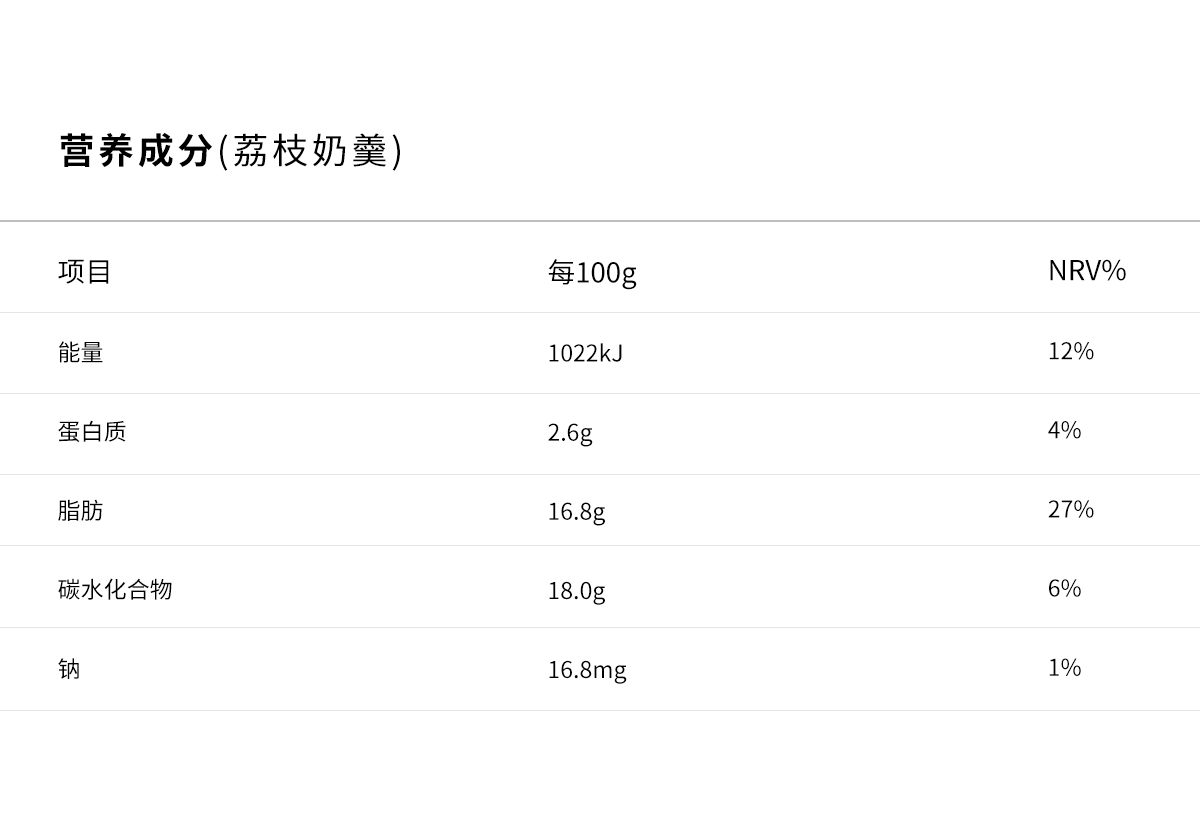 营养成分(荔枝奶羹)
项目 每100g NRV%
能量 1022kJ 12%
蛋白质 2.6g 4%
脂肪 16.8g 27%
碳水化合物 18.0g 6%
钠 16.8mg 1%